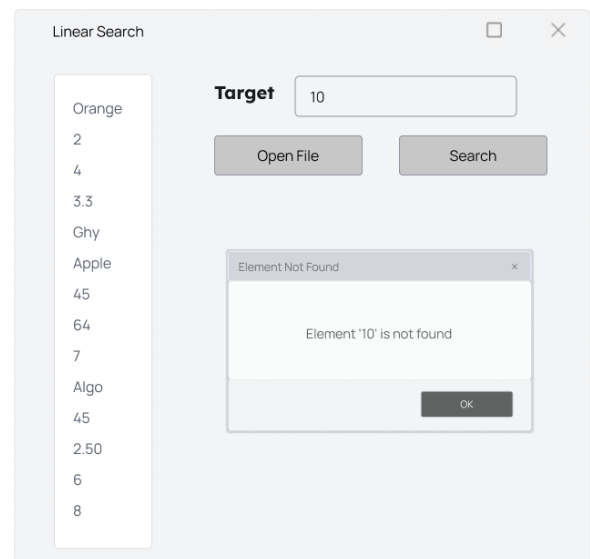 Linear Search
Orange
2
4
3.3
Ghy
Apple
45
64
7
Algo
45
2.50
6
8
Target
10
Open File
Search
Element Not Found
Element '10' is not found
OK